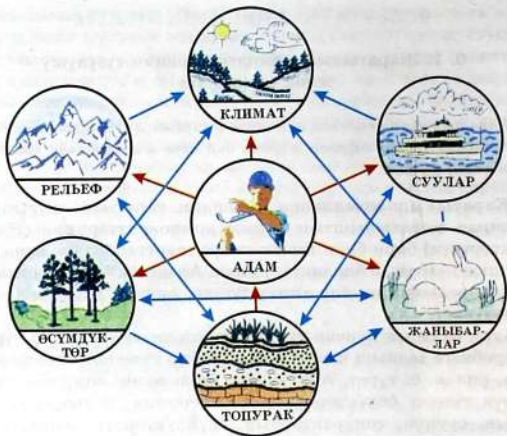 КЛИМАТ
РЕЛЬЕФ
СУУЛАР
АДАМ
ӨСҮМДҮК-
ТӨР
ЖАНЫБАР-
ЛАР
ТОПУРАК